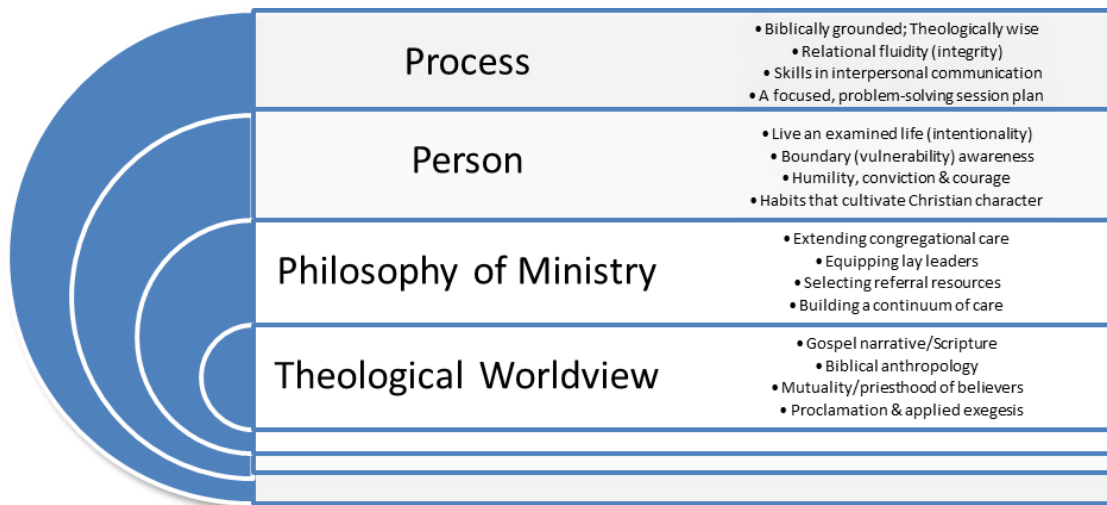 Process
• Biblically grounded; Theologically wise
• Relational fluidity (integrity)
• Skills in interpersonal communication
• A focused, problem-solving session plan
Person
• Live an examined life (intentionality)
• Boundary (vulnerability) awareness
• Humility, conviction & courage
• Habits that cultivate Christian character
Philosophy of Ministry
• Extending congregational care
• Equipping lay leaders
• Selecting referral resources
• Building a continuum of care
Theological Worldview
• Gospel narrative/Scripture
• Biblical anthropology
• Mutuality/priesthood of believers
• Proclamation & applied exegesis